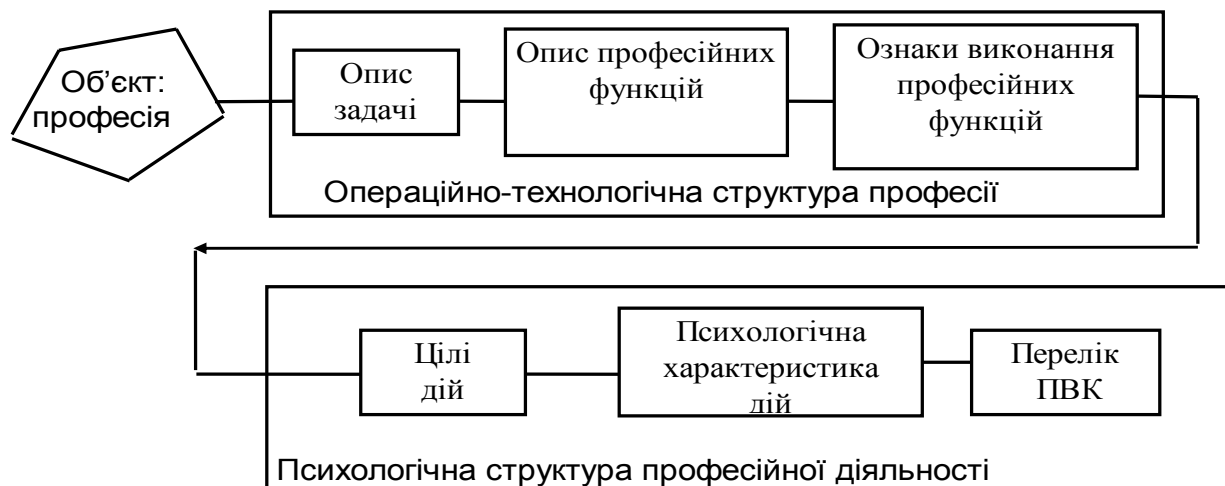 Об’єкт:
професія
Опис
задачі
Опис професійних
функцій
Ознаки виконання
професійних
функцій
Операційно-технологічна структура професії
Цілі
дій
Психологічна
характеристика
дій
Перелік
ПВК
Психологічна структура професійної діяльності